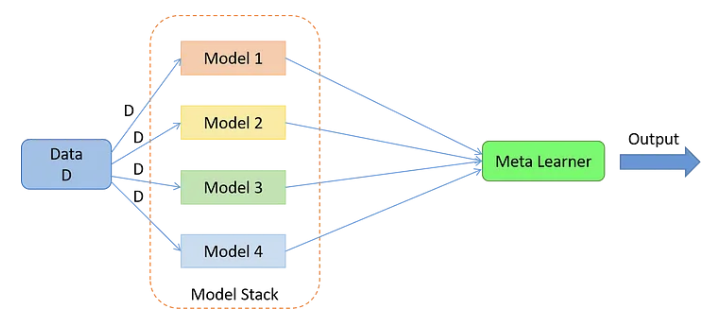 Data
D
D
D
D
D
Model 1
Model 2
Model 3
Model 4
Model Stack
Meta Learner
Output